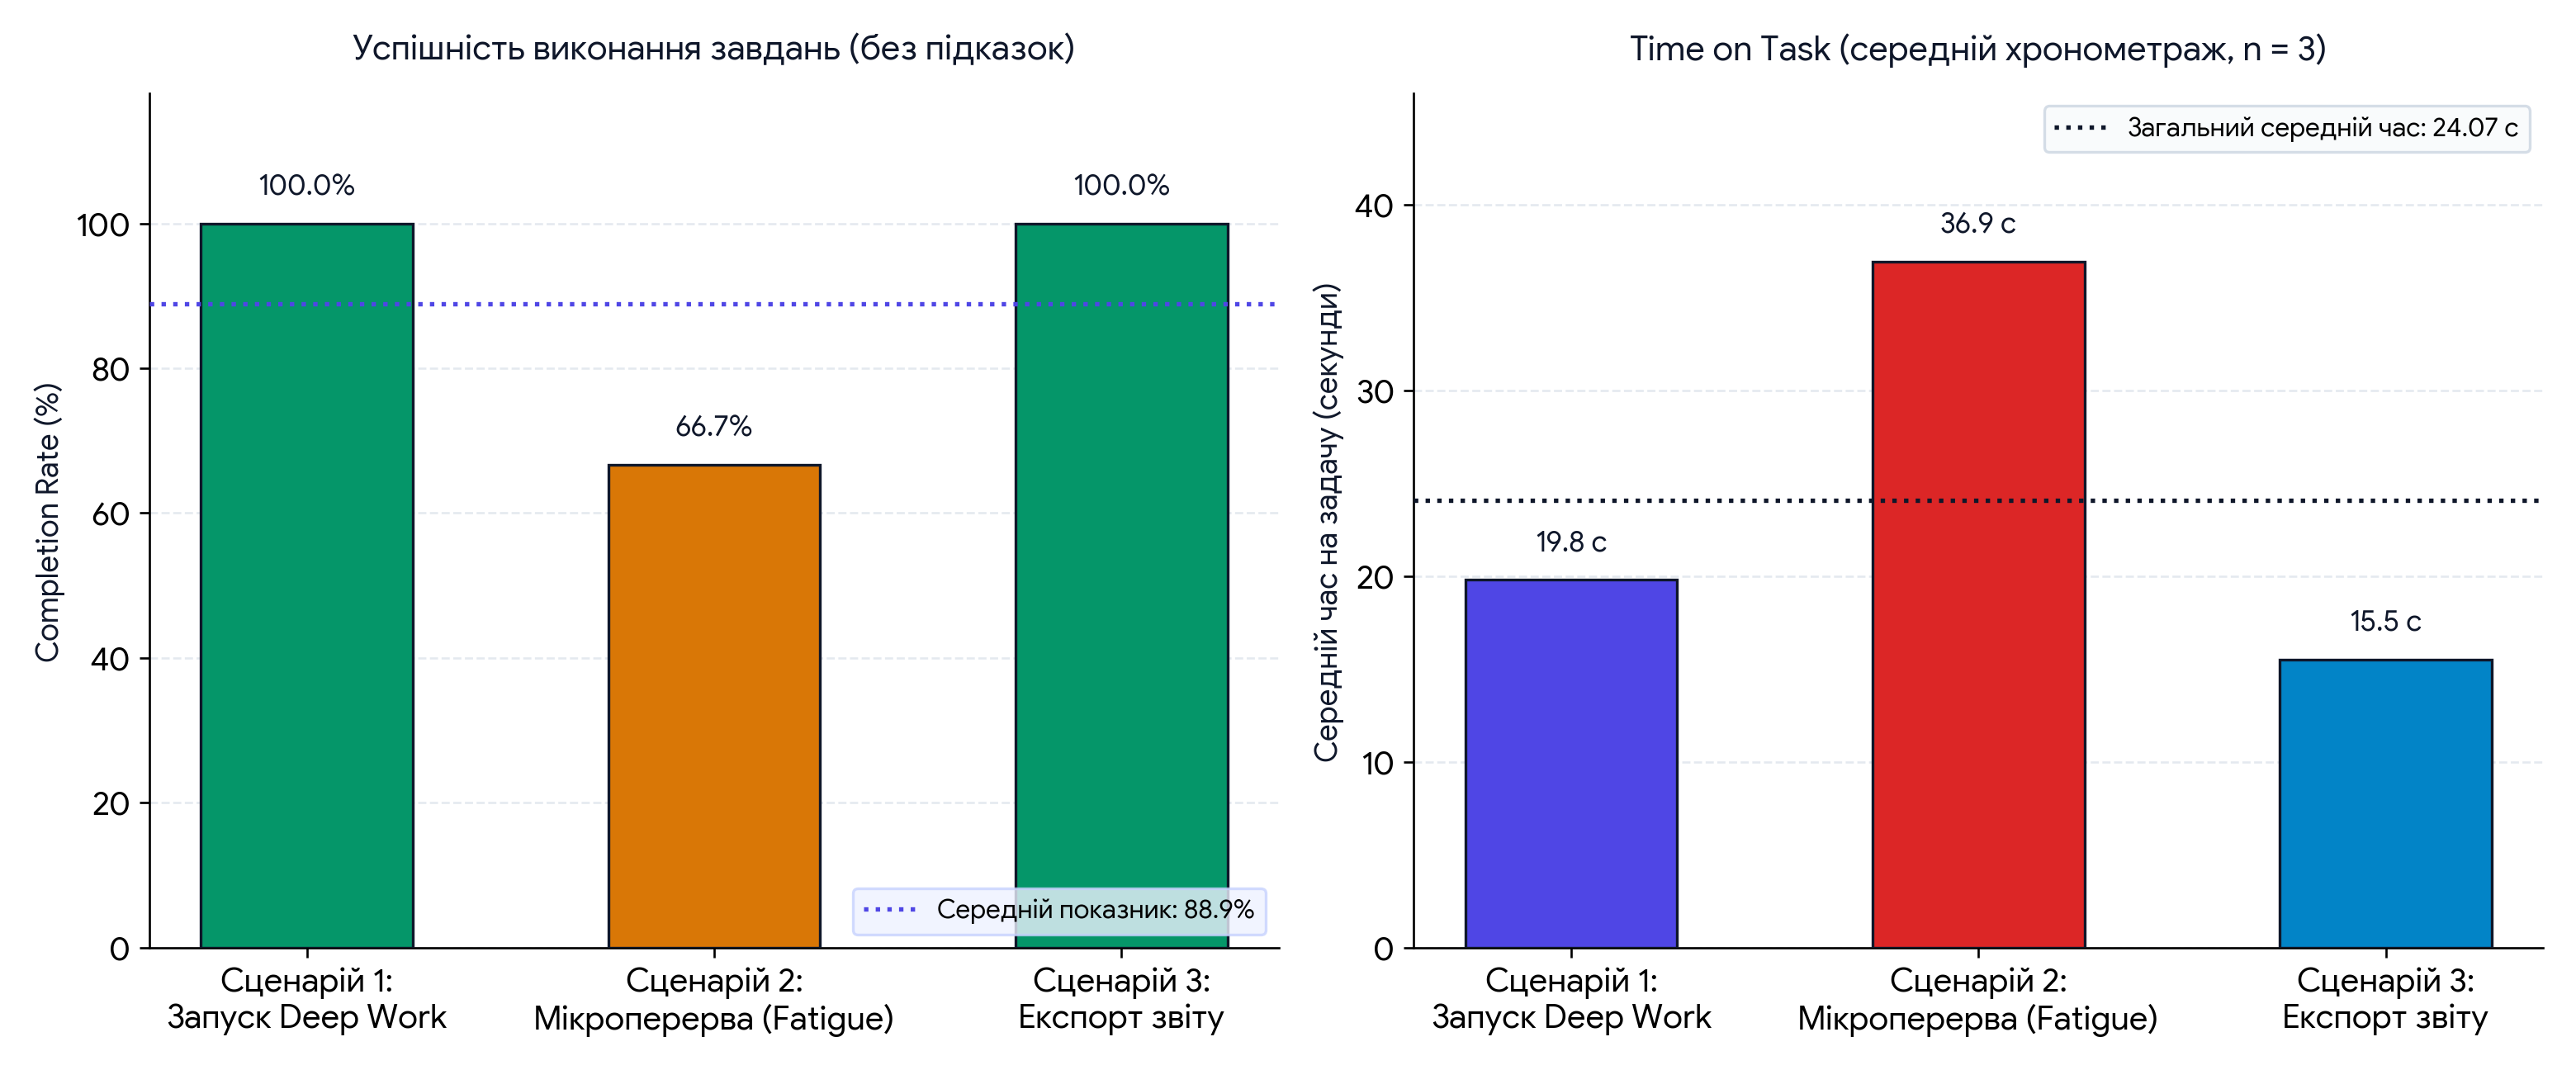 Успішність виконання завдань (без підказок)
Completion Rate (%)
100
80
60
40
20
0
100.0%
66.7%
100.0%
Середній показник: 88.9%
Сценарій 1:
Запуск Deep Work
Сценарій 2:
Мікроперерва (Fatigue)
Сценарій 3:
Експорт звіту
Time on Task (середній хронометраж, n = 3)
Середній час на задачу (секунди)
40
30
20
10
0
Загальний середній час: 24.07 с
19.8 с
36.9 с
15.5 с
Сценарій 1:
Запуск Deep Work
Сценарій 2:
Мікроперерва (Fatigue)
Сценарій 3:
Експорт звіту